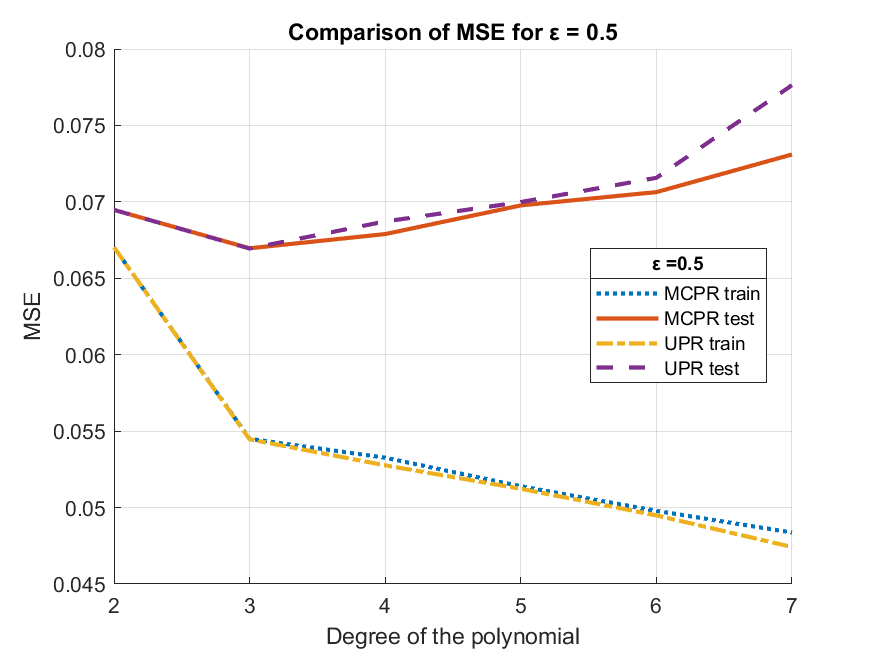 Comparison of MSE for ε = 0.5
0.08
0.075
0.07
0.065
0.06
0.055
0.05
0.045
MSE
2 3 4 5 6 7
Degree of the polynomial
ε =0.5
MCPR train
MCPR test
UPR train
UPR test